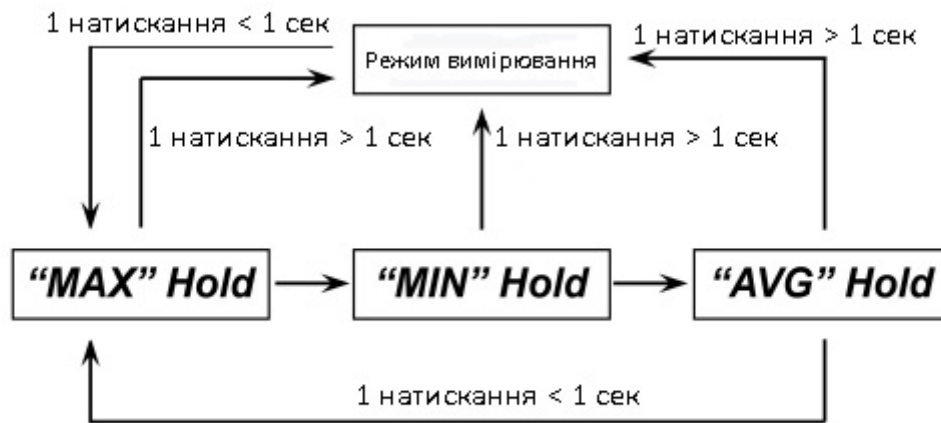 1 натискання < 1 сек
Режим вимірювання
1 натискання > 1 сек
1 натискання > 1 сек
1 натискання > 1 сек
“MAX” Hold
“MIN” Hold
“AVG” Hold
1 натискання < 1 сек